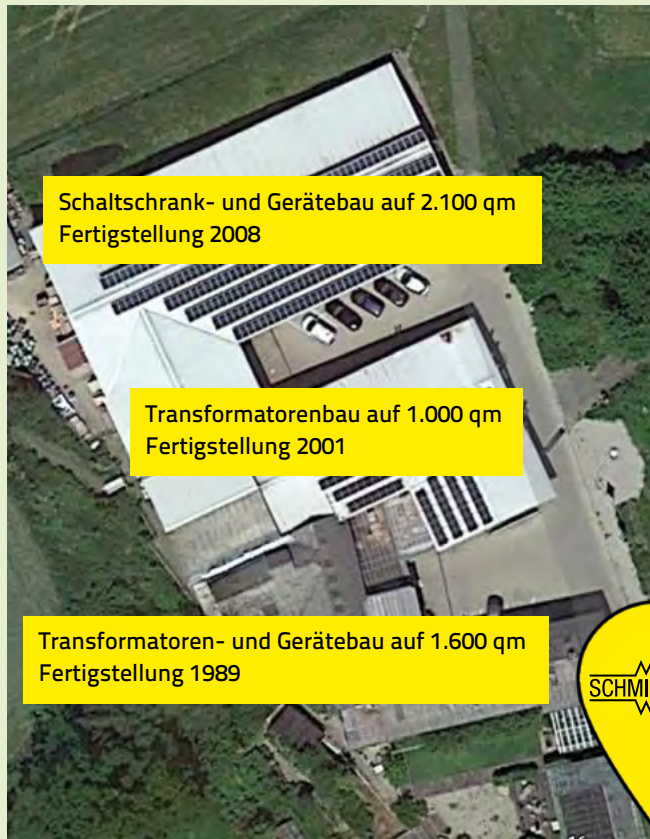 Schaltschrank- und Gerätebau auf 2.100 qm
Fertigstellung 2008
Transformatorenbau auf 1.000 qm
Fertigstellung 2001
Transformatoren- und Gerätebau auf 1.600 qm
Fertigstellung 1989
SCHMI